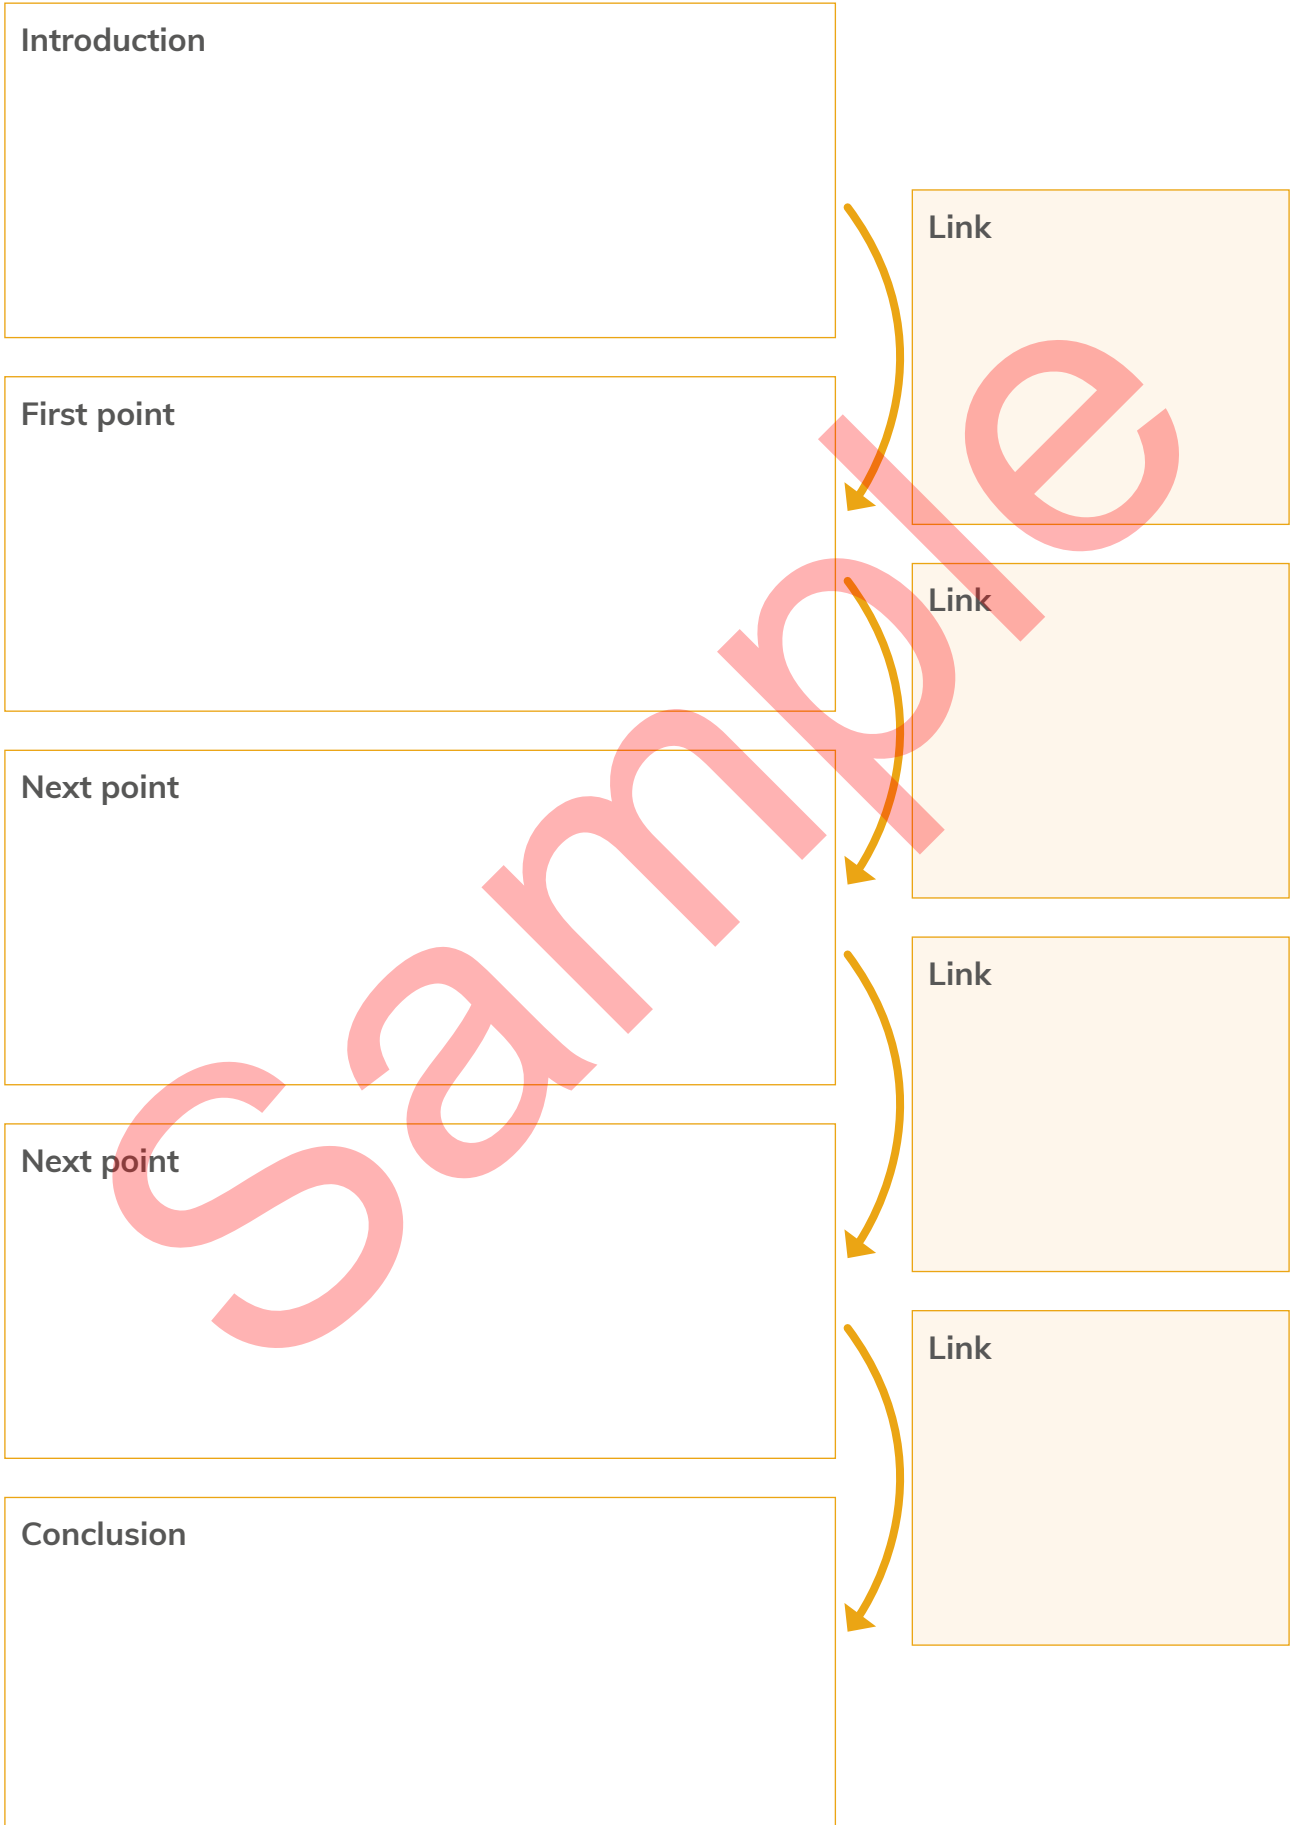 Introduction
Link
First point
Link
Next point
Link
Next point
Link
Conclusion
Sample